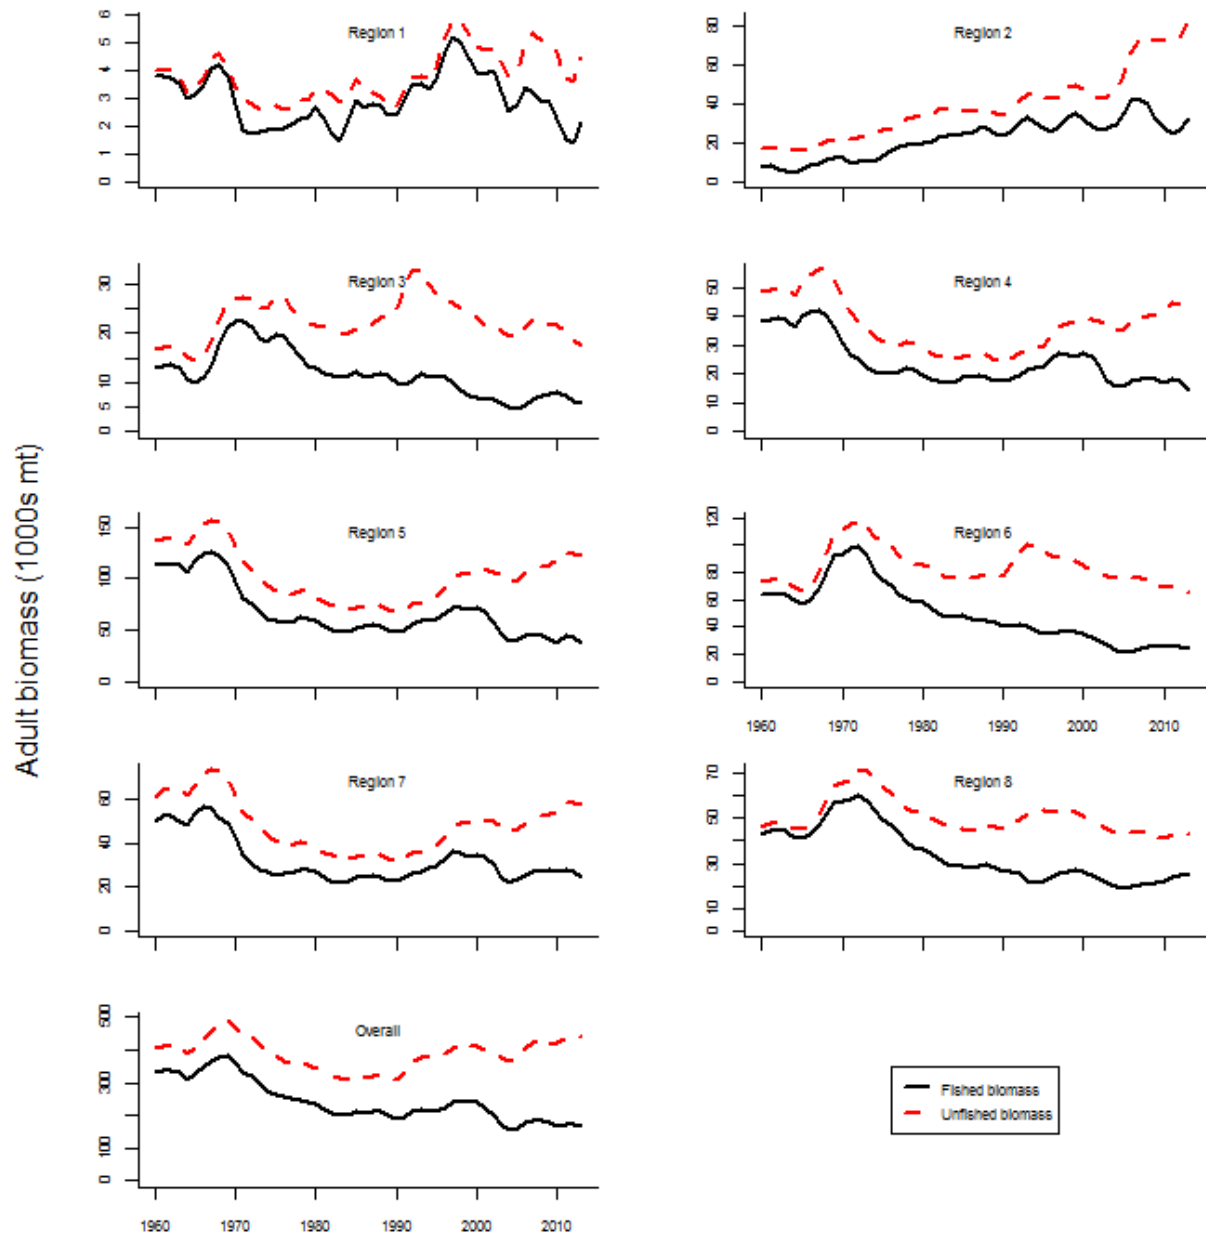 Adult biomass (1000s mt)
Region 1
0 1 2 3 4 5 6
Region 2
0 20 40 60 80
Region 3
0 5 10 20 30
Region 4
0 10 20 30 40 50
Region 5
0 50 100 150
Region 6
0 20 40 60 80 120
1960 1970 1980 1990 2000 2010
Region 7
0 20 40 60
Region 8
0 10 30 50 70
Overall
0 100 300 500
1960 1970 1980 1990 2000 2010
Fished biomass
Unfished biomass